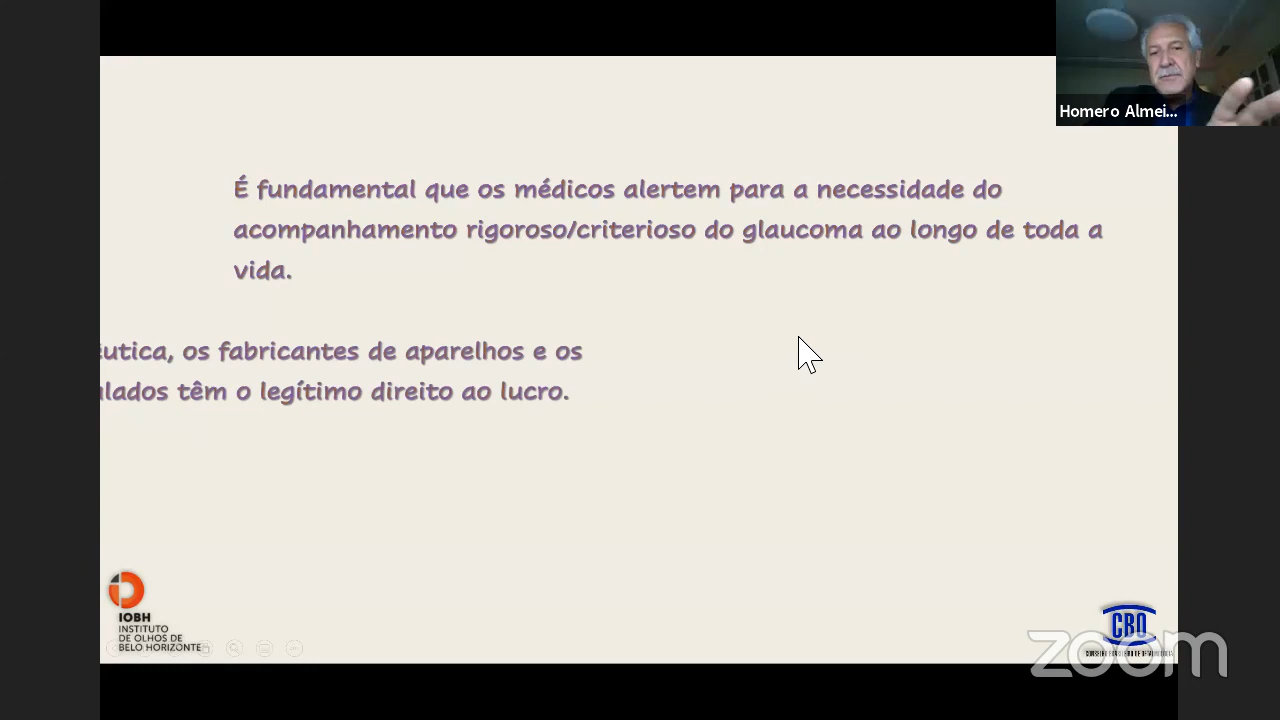 Homero Almei...
É fundamental que os médicos alertem para a necessidade do
acompanhamento rigoroso/criterioso do glaucoma ao longo de toda a
vida.
êutica, os fabricantes de aparelhos e os
ulados têm o legítimo direito ao lucro.
IOBH
INSTITUTO
DE OLHOS DE
BELO HORIZONTE
CBO
zoom